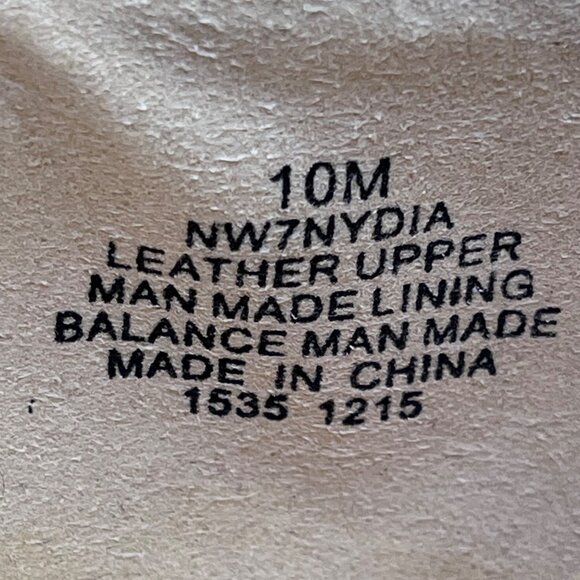 10M
NW7NYDIA
LEATHER UPPER
MAN MADE LINING
BALANCE MAN MADE
MADE IN CHINA
1535 1215